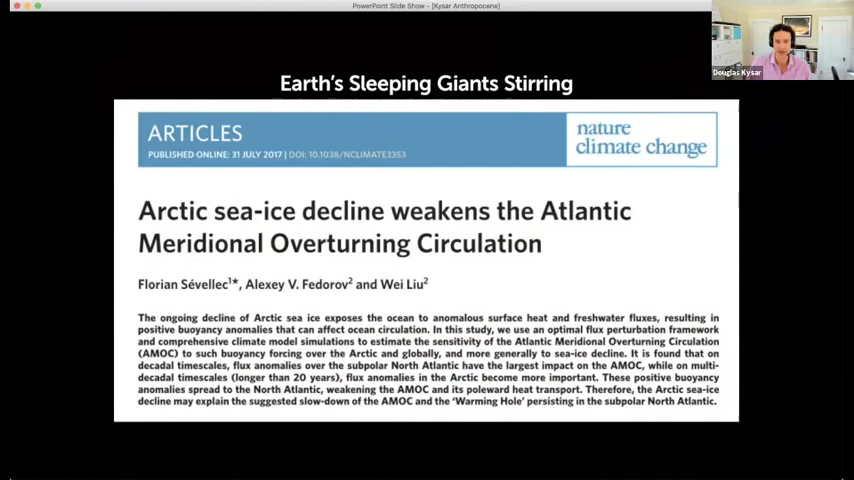 PowerPoint Slide Show - [Kysar Anthropocene]
Douglas Kysar
Earth's Sleeping Giants Stirring
ARTICLES
PUBLISHED ONLINE: 31 JULY 2017 | DOI: 10.1038/NCLIMATE3353
nature
climate change
Arctic sea-ice decline weakens the Atlantic
Meridional Overturning Circulation
Florian Sévellec1*, Alexey V. Fedorov2 and Wei Liu2
The ongoing decline of Arctic sea ice exposes the ocean to anomalous surface heat and freshwater fluxes, resulting in
positive buoyancy anomalies that can affect ocean circulation. In this study, we use an optimal flux perturbation framework
and comprehensive climate model simulations to estimate the sensitivity of the Atlantic Meridional Overturning Circulation
(AMOC) to such buoyancy forcing over the Arctic and globally, and more generally to sea-ice decline. It is found that on
decadal timescales, flux anomalies over the subpolar North Atlantic have the largest impact on the AMOC, while on multi-
decadal timescales (longer than 20 years), flux anomalies in the Arctic become more important. These positive buoyancy
anomalies spread to the North Atlantic, weakening the AMOC and its poleward heat transport. Therefore, the Arctic sea-ice
decline may explain the suggested slow-down of the AMOC and the 'Warming Hole' persisting in the subpolar North Atlantic.